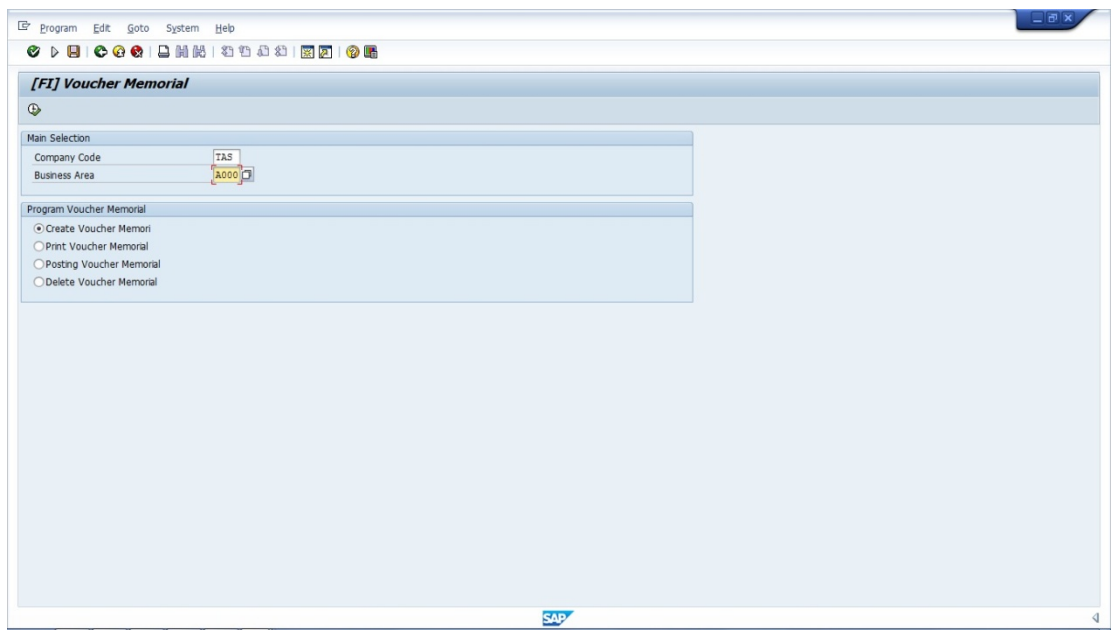 Program Edit Goto System Help
[FI] Voucher Memorial
Main Selection
Company Code TAS
Business Area A000
Program Voucher Memorial
Create Voucher Memori
Print Voucher Memorial
Posting Voucher Memorial
Delete Voucher Memorial
SAP